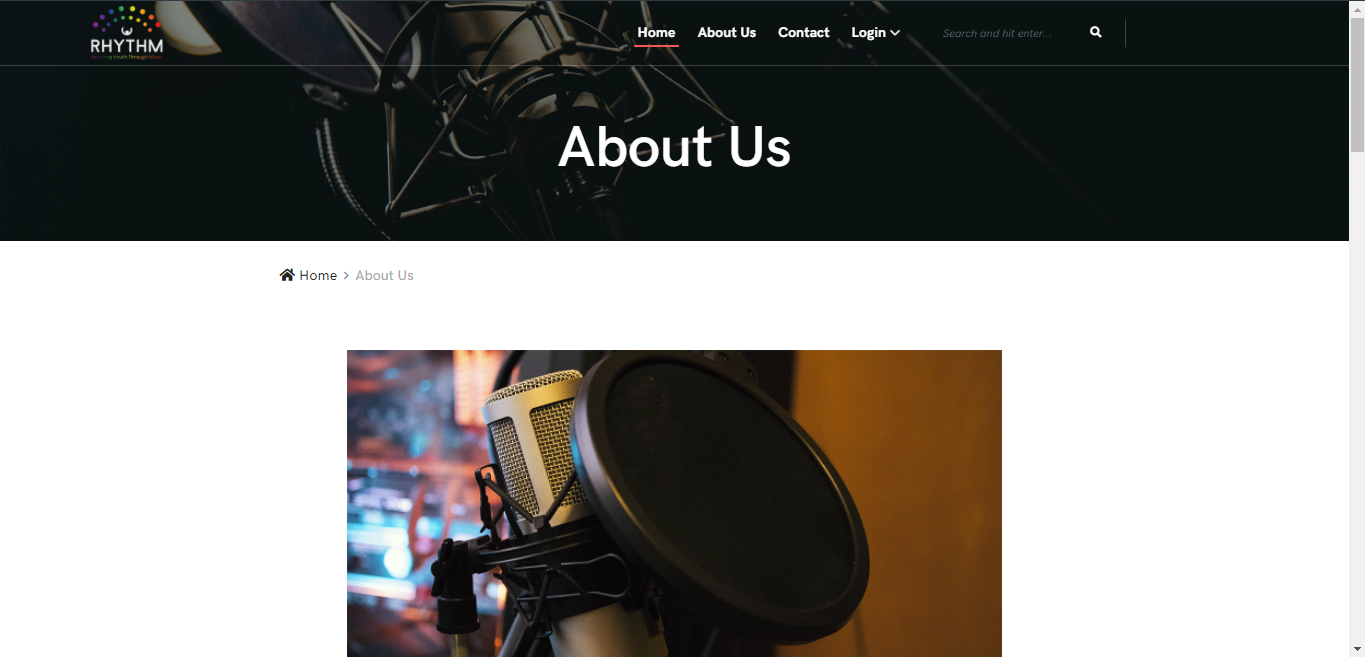 RHYTHM
Reaching Youth Through Music
Home
About Us
Contact
Login
Search and hit enter...
About Us
Home > About Us